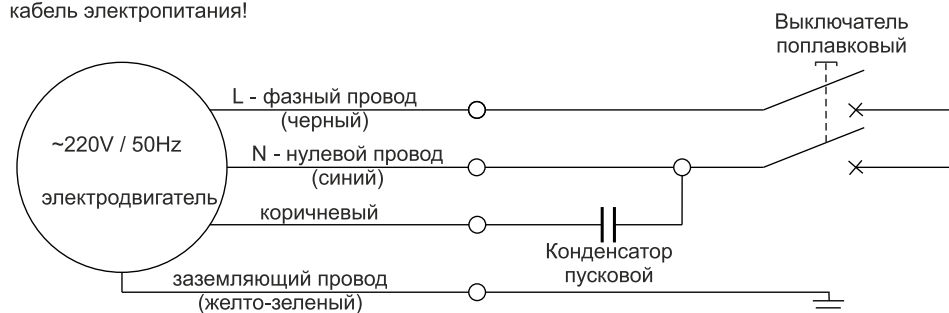 кабель электропитания!
Выключатель
поплавковый
L - фазный провод
(черный)
~220V / 50Hz
N - нулевой провод
(синий)
электродвигатель
коричневый
Конденсатор
пусковой
заземляющий провод
(желто-зеленый)